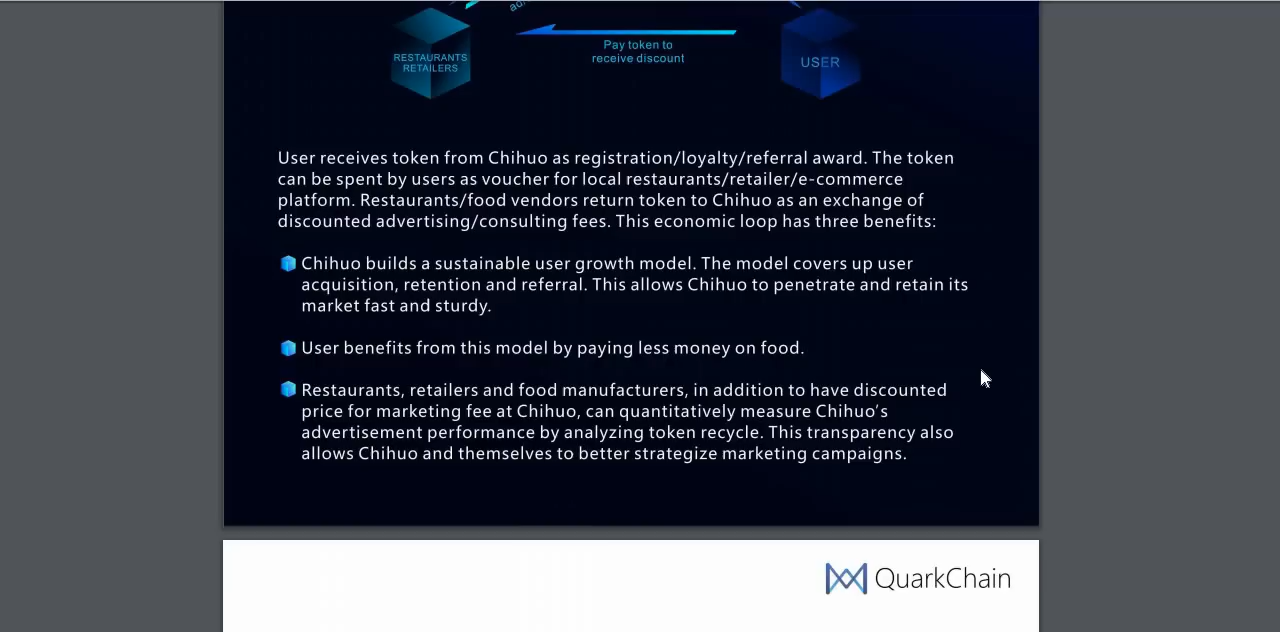 Pay token to
receive discount
RESTAURANTS
RETAILERS
USER
User receives token from Chihuo as registration/loyalty/referral award. The token
can be spent by users as voucher for local restaurants/retailer/e-commerce
platform. Restaurants/food vendors return token to Chihuo as an exchange of
discounted advertising/consulting fees. This economic loop has three benefits:
Chihuo builds a sustainable user growth model. The model covers up user
acquisition, retention and referral. This allows Chihuo to penetrate and retain its
market fast and sturdy.
User benefits from this model by paying less money on food.
Restaurants, retailers and food manufacturers, in addition to have discounted
price for marketing fee at Chihuo, can quantitatively measure Chihuo's
advertisement performance by analyzing token recycle. This transparency also
allows Chihuo and themselves to better strategize marketing campaigns.
QuarkChain